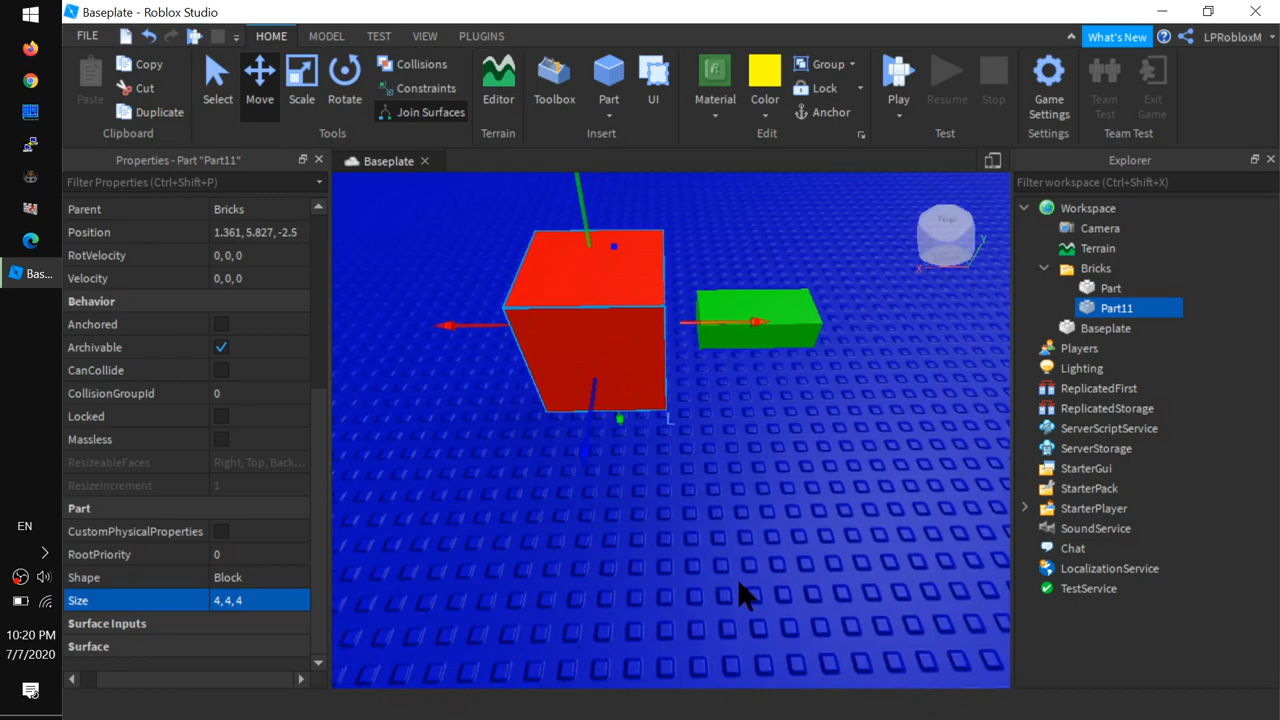 Baseplate - Roblox Studio
FILE
HOME
MODEL
TEST
VIEW
PLUGINS
What's New
LPRobloxM
Paste
Copy
Cut
Duplicate
Clipboard
Select
Move
Scale
Rotate
Collisions
Constraints
Join Surfaces
Tools
Editor
Terrain
Toolbox
Part
UI
Insert
Material
Color
Group
Lock
Anchor
Edit
Play
Resume
Stop
Test
Game
Settings
Settings
Team
Test
Exit
Game
Team Test
Properties - Part "Part11"
Filter Properties (Ctrl+Shift+P)
Parent Bricks
Position 1.361, 5.827, -2.5
RotVelocity 0,0,0
Velocity 0,0,0
Behavior
Anchored
Archivable
CanCollide
CollisionGroupId 0
Locked
Massless
ResizeableFaces Right, Top, Back...
ResizeIncrement 1
Part
CustomPhysicalProperties
RootPriority 0
Shape Block
Size 4,4,4
Surface Inputs
Surface
Baseplate
Top
X
Y
L
Explorer
Filter workspace (Ctrl+Shift+X)
Workspace
Camera
Terrain
Bricks
Part
Part11
Baseplate
Players
Lighting
ReplicatedFirst
ReplicatedStorage
ServerScriptService
ServerStorage
StarterGui
StarterPack
StarterPlayer
SoundService
Chat
LocalizationService
TestService
Bas...
EN
10:20 PM
7/7/2020